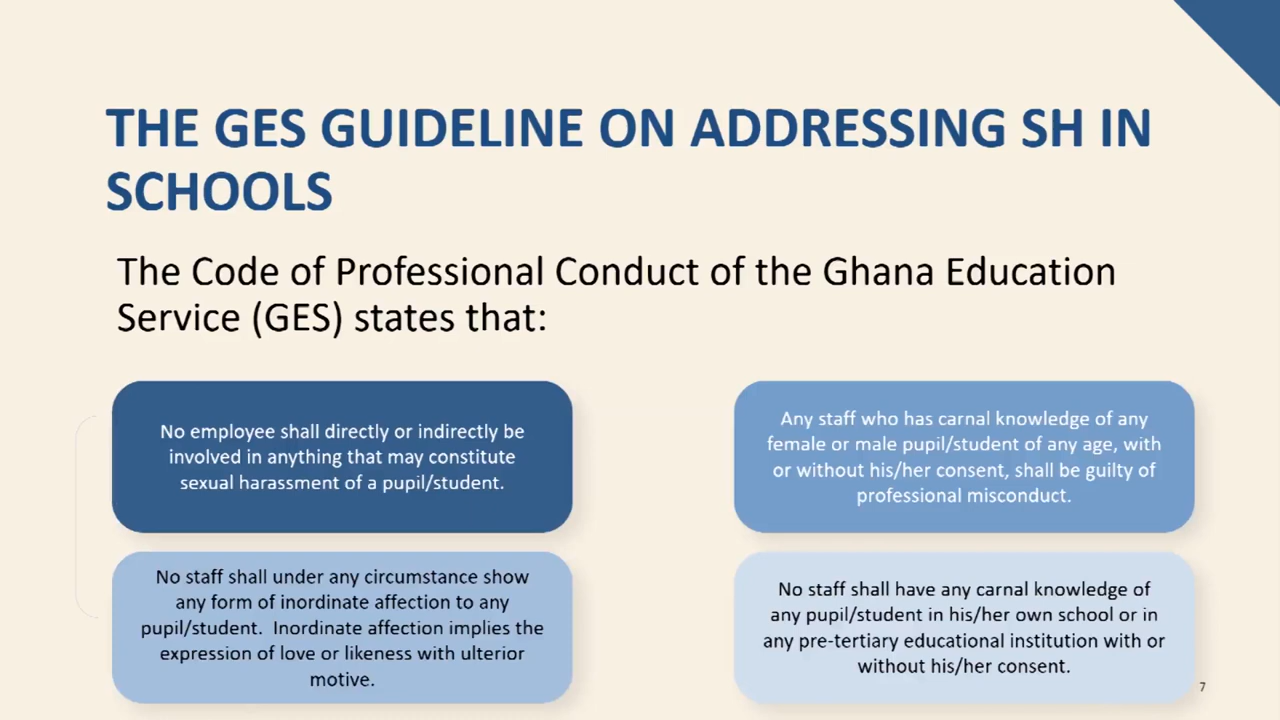 THE GES GUIDELINE ON ADDRESSING SH IN
SCHOOLS
The Code of Professional Conduct of the Ghana Education
Service (GES) states that:
No employee shall directly or indirectly be
involved in anything that may constitute
sexual harassment of a pupil/student.
Any staff who has carnal knowledge of any
female or male pupil/student of any age, with
or without his/her consent, shall be guilty of
professional misconduct.
No staff shall under any circumstance show
any form of inordinate affection to any
pupil/student.  Inordinate affection implies the
expression of love or likeness with ulterior
motive.
No staff shall have any carnal knowledge of
any pupil/student in his/her own school or in
any pre-tertiary educational institution with or
without his/her consent.
7